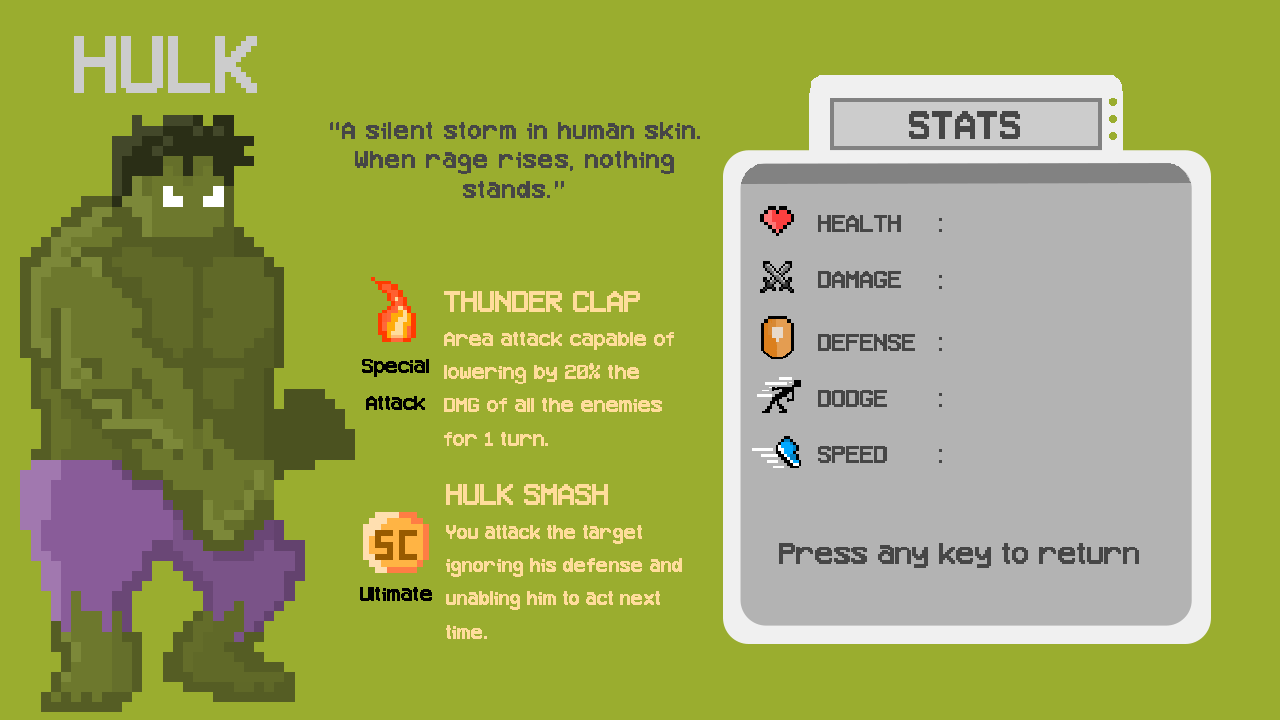 HULK
"A silent storm in human skin.
When rage rises, nothing
stands."
THUNDER CLAP
Area attack capable of
lowering by 20% the
DMG of all the enemies
for 1 turn.
Special
Attack
HULK SMASH
You attack the target
ignoring his defense and
unabling him to act next
time.
SC
Ultimate
STATS
HEALTH :
DAMAGE :
DEFENSE :
DODGE :
SPEED :
Press any key to return